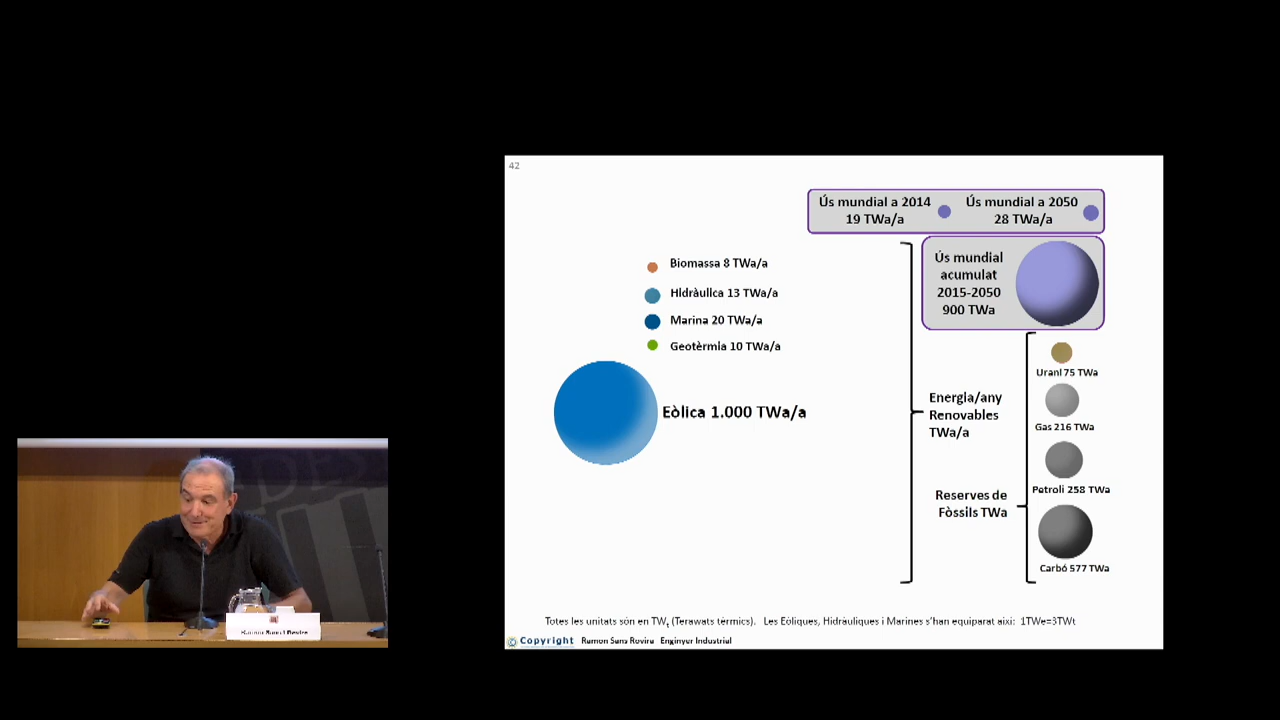 42
Ús mundial a 2014
19 TWa/a
Ús mundial a 2050
28 TWa/a
Ús mundial
acumulat
2015-2050
900 TWa
Biomassa 8 TWa/a
Hidràulica 13 TWa/a
Marina 20 TWa/a
Geotèrmia 10 TWa/a
Eòlica 1.000 TWa/a
Energia/any
Renovables
TWa/a
Reserves de
Fòssils TWa
Urani 75 TWa
Gas 216 TWa
Petroli 258 TWa
Carbó 577 TWa
Totes les unitats són en TWt (Terawats tèrmics). Les Eòliques, Hidràuliques i Marines s'han equiparat així: 1TWe=3TWt
© Copyright Ramon Sans Rovira Enginyer Industrial